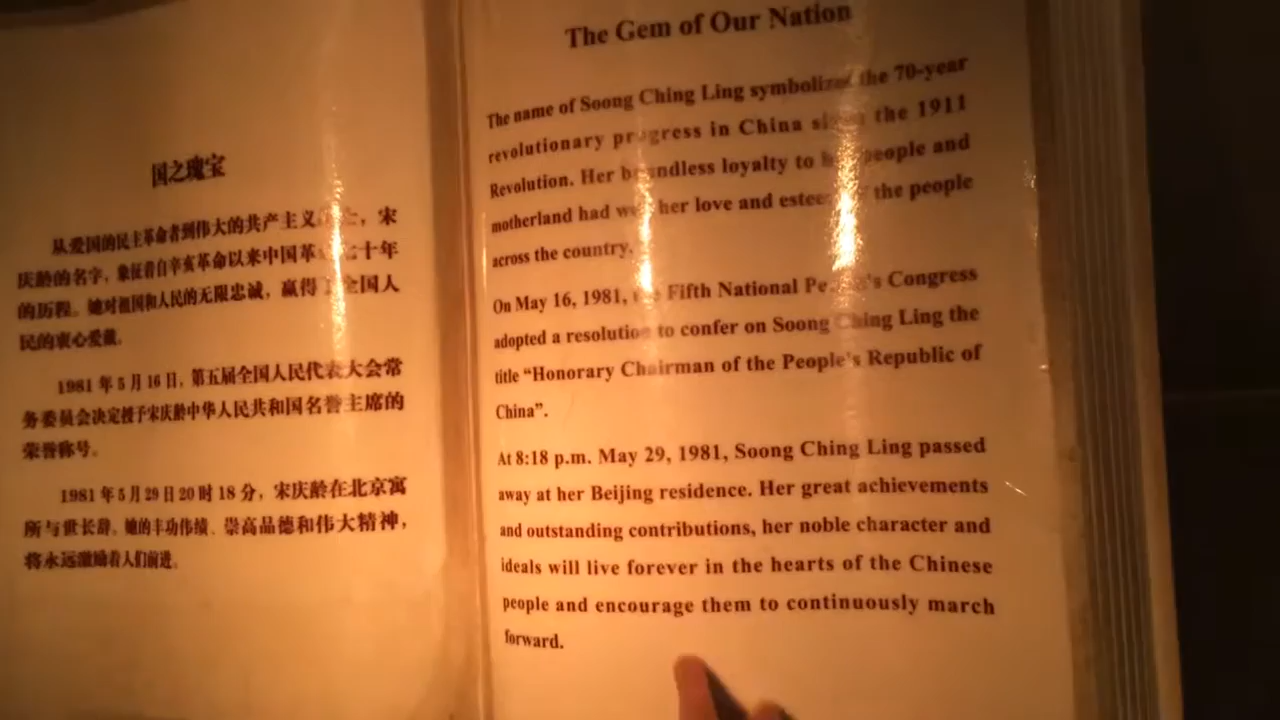 国之瑰宝
从爱国的民主革命者到伟大的共产主义，宋
庆龄的名字，象征着自辛亥革命以来中国革七十年
的历程。她对祖国和人民的无限忠诚，赢得了全国人
民的衷心爱戴。
1981年5月16日，第五届全国人民代表大会常
务委员会决定授予宋庆龄中华人民共和国名誉主席的
荣誉称号。
1981年5月29日20时18分，宋庆龄在北京寓
所与世长辞。她的丰功伟绩、崇高品德和伟大精神，
将永远激励着人们前进。
The Gem of Our Nation
The name of Soong Ching Ling symbolized the 70-year
revolutionary progress in China since the 1911
Revolution. Her boundless loyalty to her people and
motherland had won her love and esteem of the people
across the country.
On May 16, 1981, the Fifth National People's Congress
adopted a resolution to confer on Soong Ching Ling the
title “Honorary Chairman of the People's Republic of
China”.
At 8:18 p.m. May 29, 1981, Soong Ching Ling passed
away at her Beijing residence. Her great achievements
and outstanding contributions, her noble character and
ideals will live forever in the hearts of the Chinese
people and encourage them to continuously march
forward.